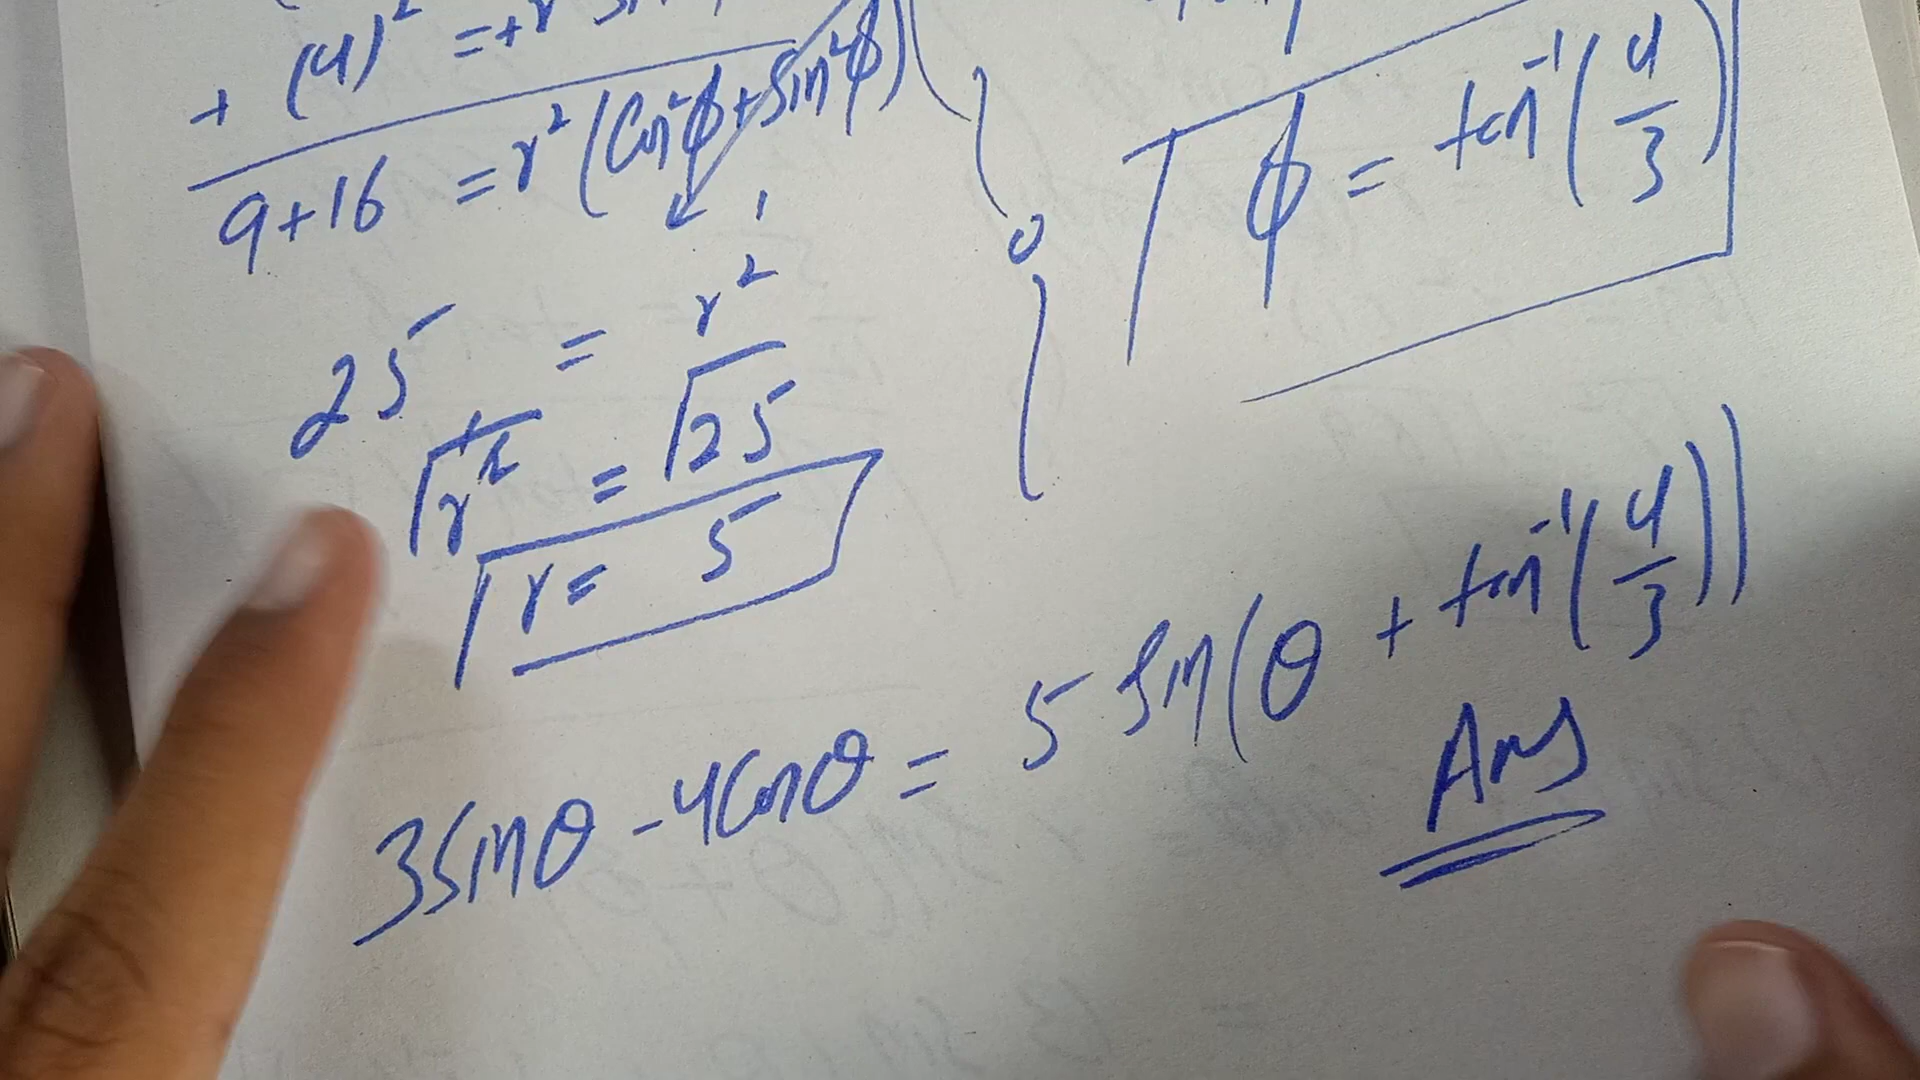 + (4)² = + r² sin
9+16 = r² (Cos²φ + Sin²φ)
1
φ = tan⁻¹(4/3)
25 = r²
√r² = √25
r = 5
3Sinθ - 4Cosθ = 5 Sin(θ + tan⁻¹(4/3))
Ans